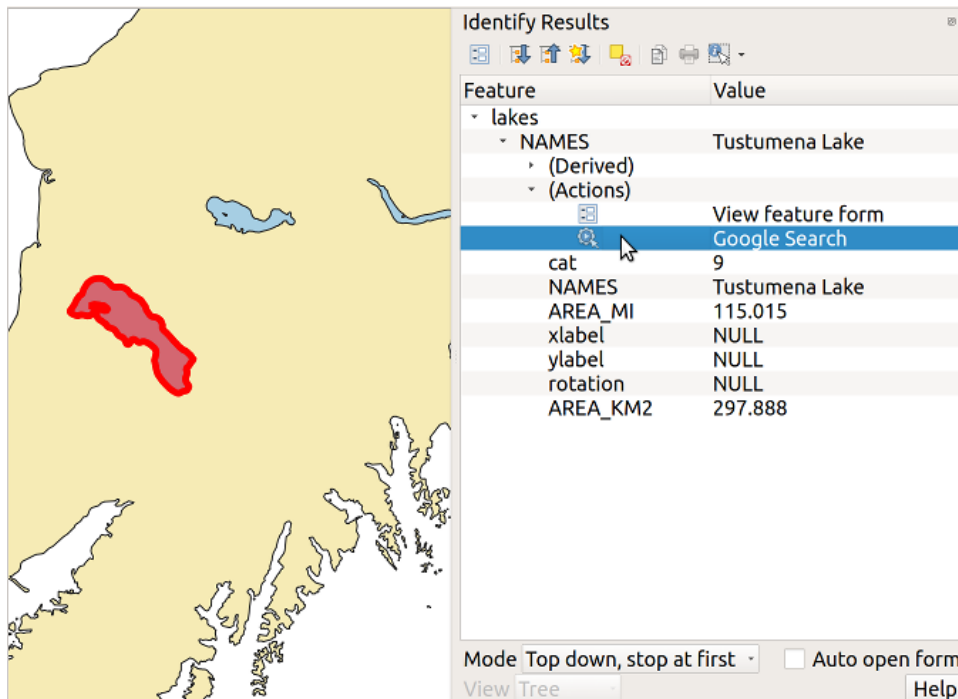 Identify Results
Feature Value
lakes
NAMES Tustumena Lake
(Derived)
(Actions)
View feature form
Google Search
cat 9
NAMES Tustumena Lake
AREA_MI 115.015
xlabel NULL
ylabel NULL
rotation NULL
AREA_KM2 297.888
Mode Top down, stop at first Auto open form
View Tree Help